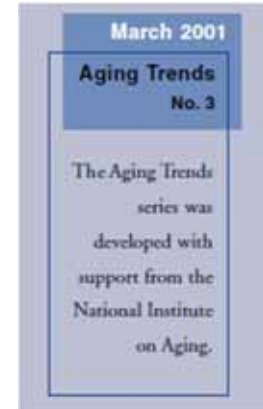 March 2001
Aging Trends
No. 3
The Aging Trends
series was
developed with
support from the
National Institute
on Aging.